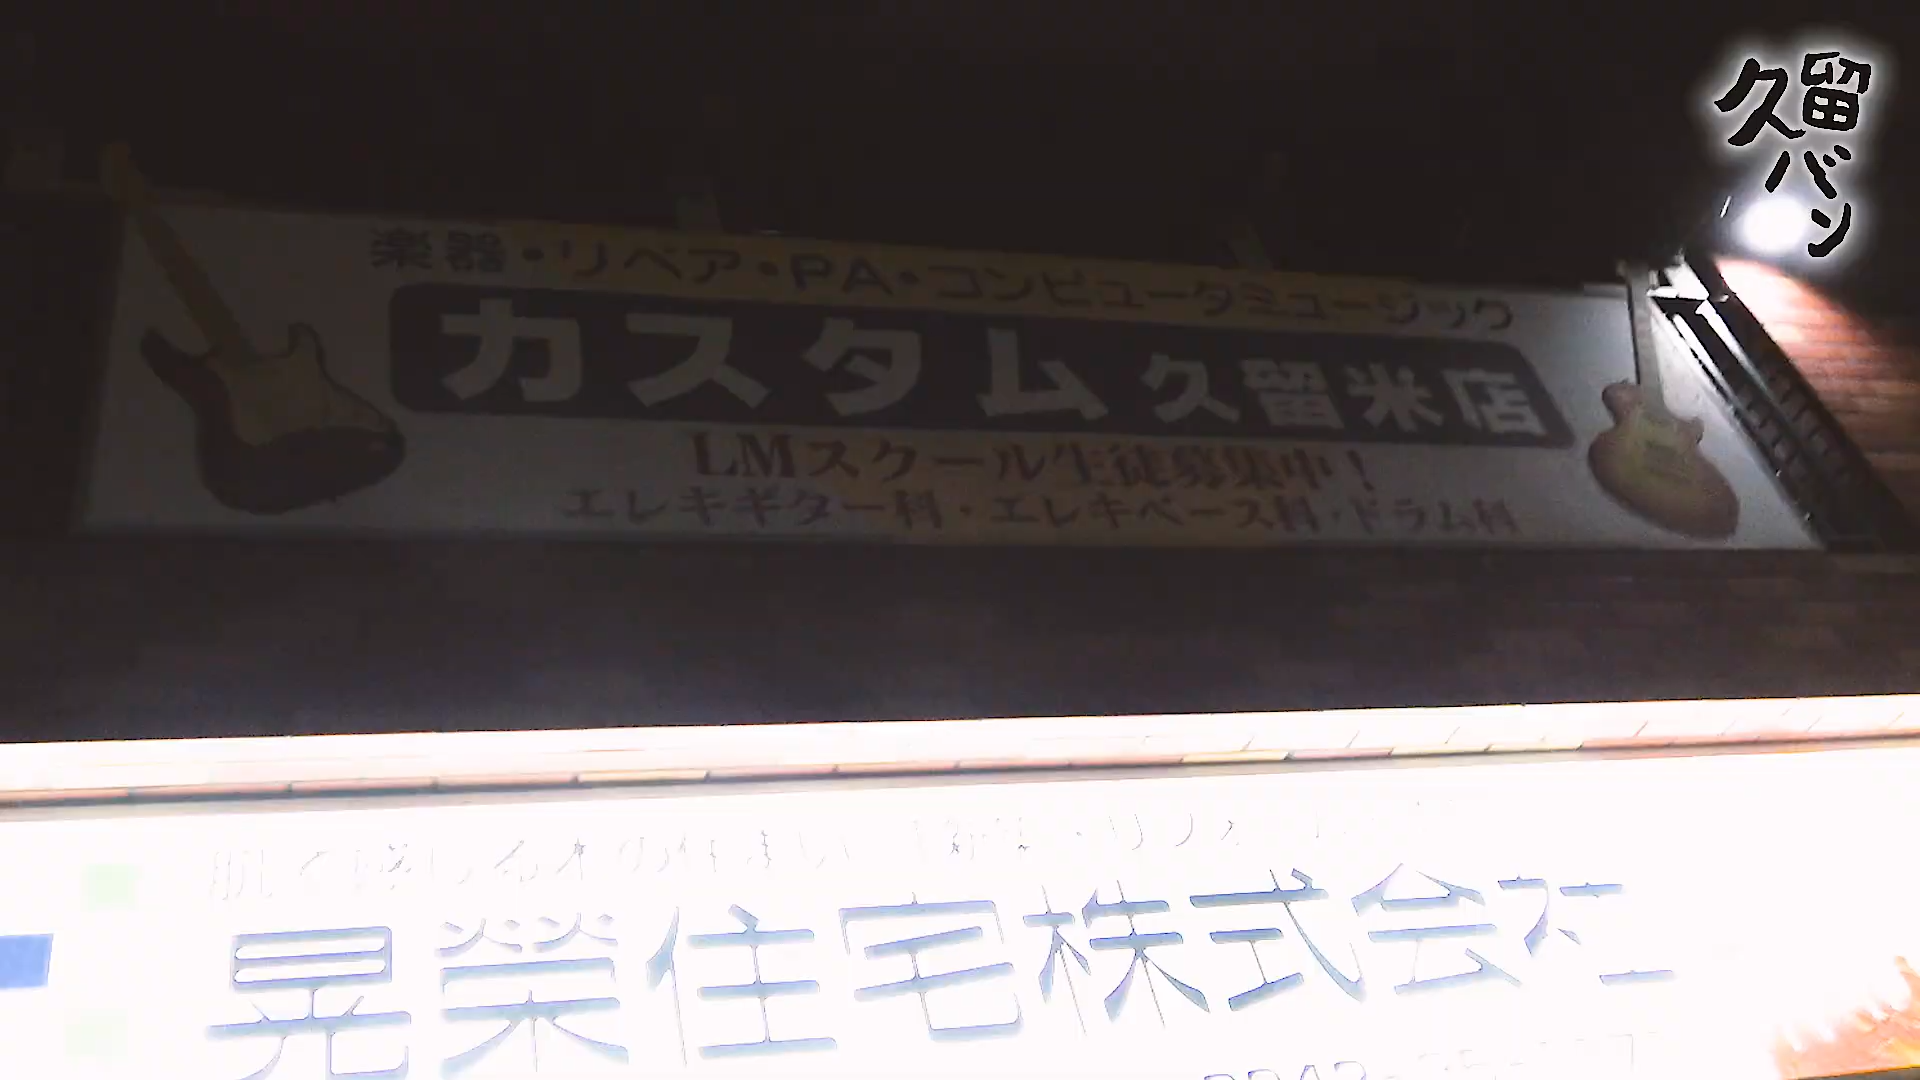 久留バン
楽器・リペア・PA・コンピュータミュージック
カスタム 久留米店
LMスクール生徒募集中!
エレキギター科・エレキベース科・ドラム科
晃榮住宅株式会社